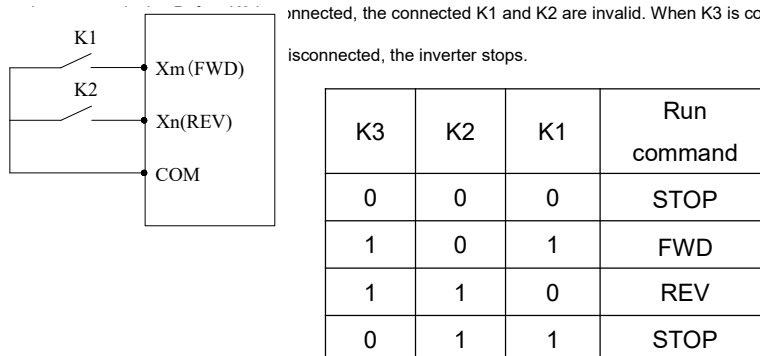 onnected, the connected K1 and K2 are invalid. When K3 is co
isconnected, the inverter stops.
K1
Xm(FWD)
K2
Xn(REV)
COM
K3 K2 K1 Run command
0 0 0 STOP
1 0 1 FWD
1 1 0 REV
0 1 1 STOP